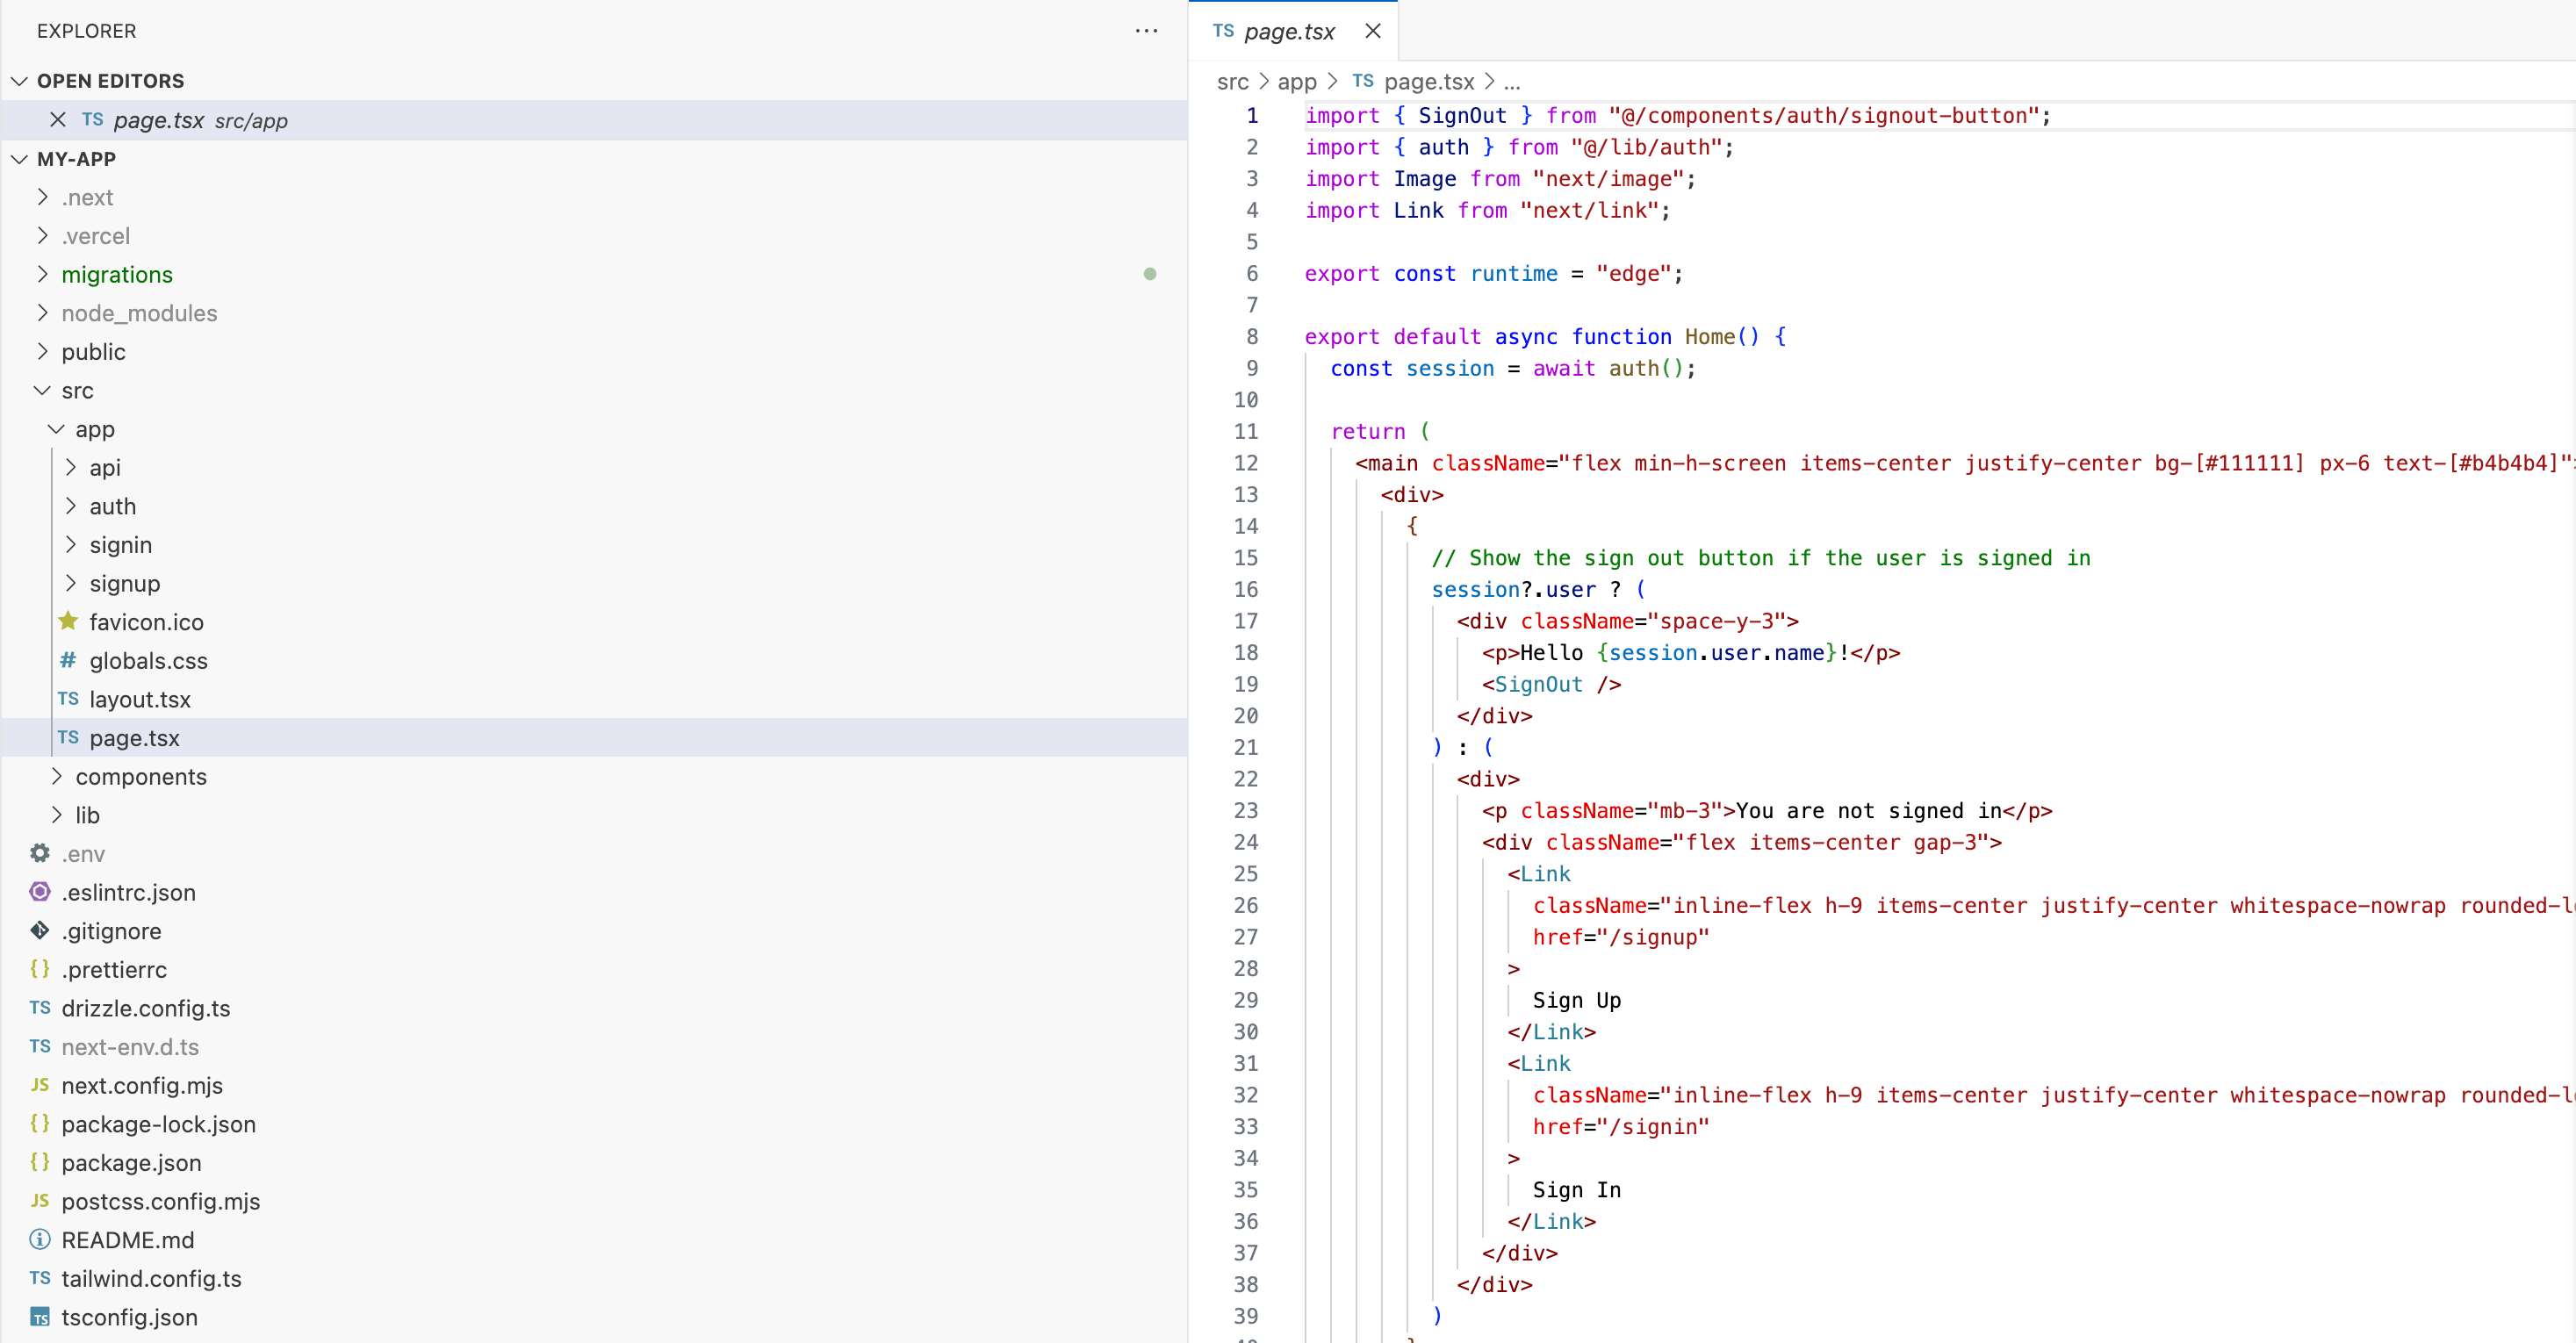 EXPLORER
OPEN EDITORS
page.tsx src/app
MY-APP
.next
.vercel
migrations
node_modules
public
src
app
api
auth
signin
signup
favicon.ico
# globals.css
TS layout.tsx
TS page.tsx
components
lib
.env
.eslintrc.json
.gitignore
{} .prettierrc
TS drizzle.config.ts
TS next-env.d.ts
JS next.config.mjs
{} package-lock.json
{} package.json
JS postcss.config.mjs
README.md
TS tailwind.config.ts
TS tsconfig.json
TS page.tsx
src > app > TS page.tsx > ...
1 import { SignOut } from "@/components/auth/signout-button";
2 import { auth } from "@/lib/auth";
3 import Image from "next/image";
4 import Link from "next/link";
5
6 export const runtime = "edge";
7
8 export default async function Home() {
9 const session = await auth();
10
11 return (
12 <main className="flex min-h-screen items-center justify-center bg-[#111111] px-6 text-[#b4b4b4]"
13 <div>
14 {
15 // Show the sign out button if the user is signed in
16 session?.user ? (
17 <div className="space-y-3">
18 <p>Hello {session.user.name}!</p>
19 <SignOut />
20 </div>
21 ) : (
22 <div>
23 <p className="mb-3">You are not signed in</p>
24 <div className="flex items-center gap-3">
25 <Link
26 className="inline-flex h-9 items-center justify-center whitespace-nowrap rounded-l
27 href="/signup"
28 >
29 Sign Up
30 </Link>
31 <Link
32 className="inline-flex h-9 items-center justify-center whitespace-nowrap rounded-l
33 href="/signin"
34 >
35 Sign In
36 </Link>
37 </div>
38 </div>
39 )